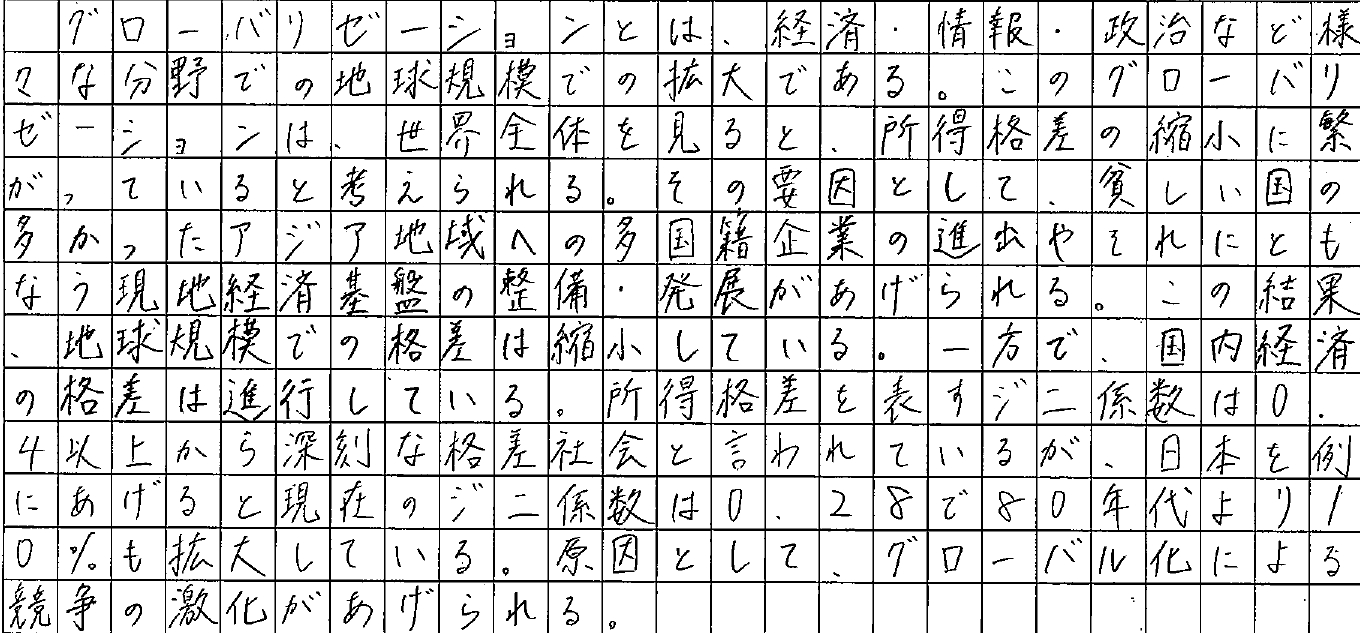 グローバリゼーションとは、経済・情報・政治など様
々な分野での地球規模での拡大である。このグローバリ
ゼーションは、世界全体を見ると、所得格差の縮小に繋
がっていると考えられる。その要因として、貧しい国の
多かったアジア地域への多国籍企業の進出やそれにとも
なう現地経済基盤の整備・発展があげられる。この結果
、地球規模での格差は縮小している。一方で、国内経済
の格差は進行している。所得格差を表すジニ係数は0.
4以上から深刻な格差社会と言われているが、日本を例
にあげると現在のジニ係数は0.28で80年代より1
0%も拡大している。原因として、グローバル化による
競争の激化があげられる。